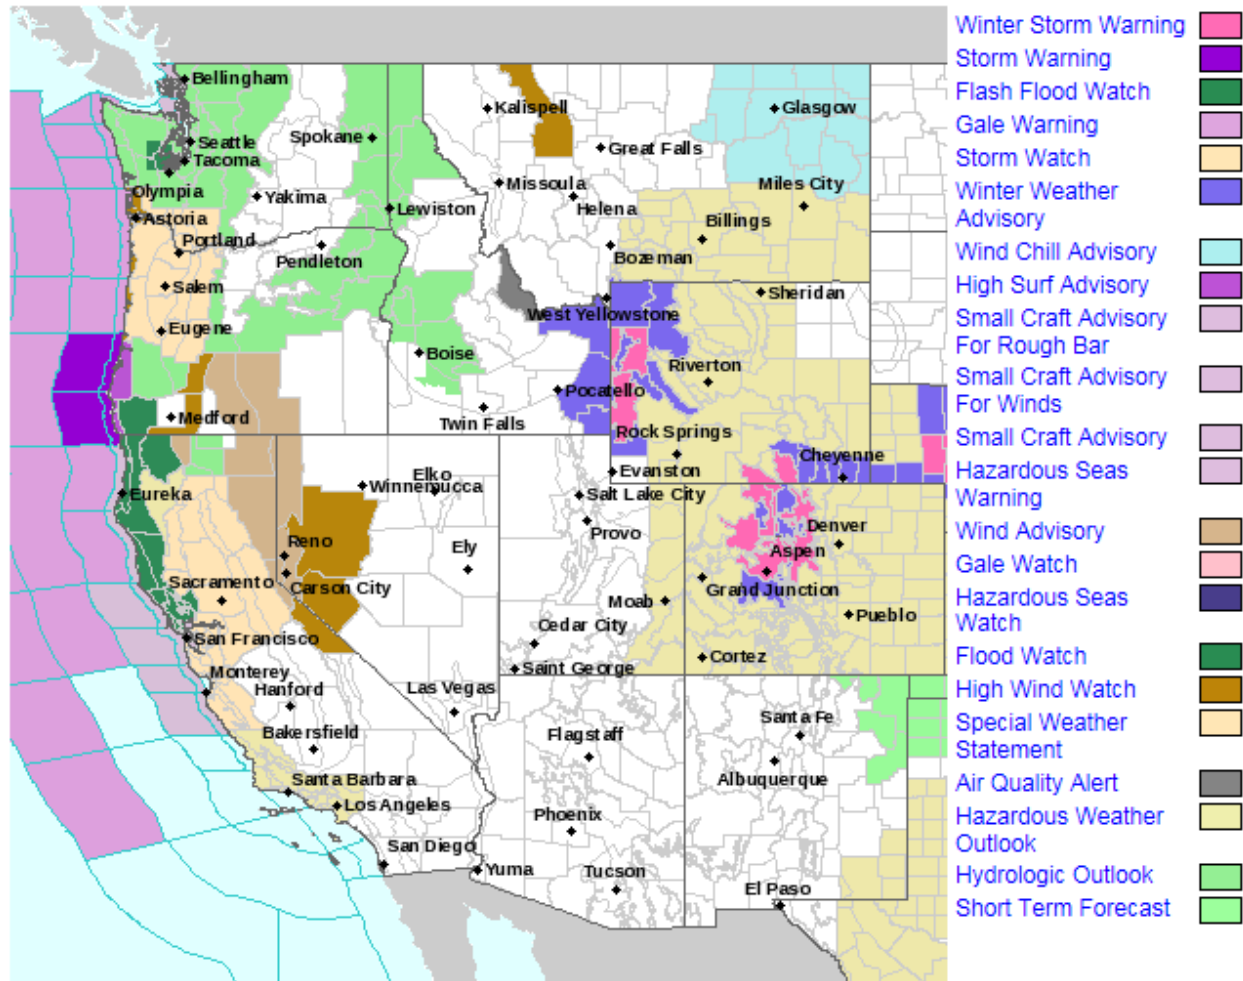 Bellingham
Seattle
Tacoma
Olympia
Spokane
Yakima
Astoria
Portland
Pendleton
Salem
Eugene
Medford
Lewiston
Kalispell
Great Falls
Missoula
Helena
Glasgow
Miles City
Billings
Bozeman
West Yellowstone
Sheridan
Boise
Pocatello
Twin Falls
Riverton
Rock Springs
Evanston
Cheyenne
Eureka
Elko
Winnemucca
Reno
Ely
Carson City
Salt Lake City
Provo
Denver
Aspen
Grand Junction
Moab
Pueblo
Cedar City
Cortez
Saint George
Sacramento
San Francisco
Monterey
Hanford
Las Vegas
Bakersfield
Santa Barbara
Los Angeles
San Diego
Flagstaff
Phoenix
Yuma
Tucson
Santa Fe
Albuquerque
El Paso
Winter Storm Warning
Storm Warning
Flash Flood Watch
Gale Warning
Storm Watch
Winter Weather
Advisory
Wind Chill Advisory
High Surf Advisory
Small Craft Advisory
For Rough Bar
Small Craft Advisory
For Winds
Small Craft Advisory
Hazardous Seas
Warning
Wind Advisory
Gale Watch
Hazardous Seas
Watch
Flood Watch
High Wind Watch
Special Weather
Statement
Air Quality Alert
Hazardous Weather
Outlook
Hydrologic Outlook
Short Term Forecast